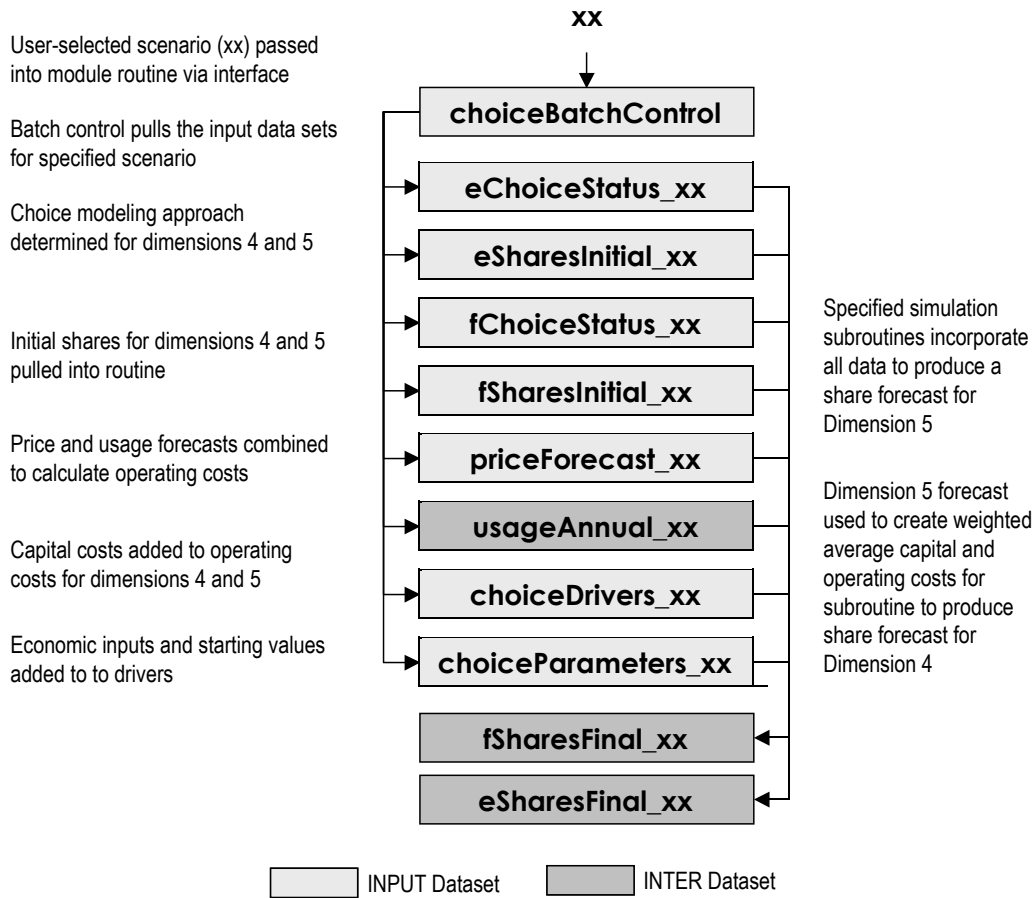 xx
User-selected scenario (xx) passed
into module routine via interface
choiceBatchControl
Batch control pulls the input data sets
for specified scenario
eChoiceStatus_xx
Choice modeling approach
determined for dimensions 4 and 5
eSharesInitial_xx
fChoiceStatus_xx
Initial shares for dimensions 4 and 5
pulled into routine
fSharesInitial_xx
Price and usage forecasts combined
to calculate operating costs
priceForecast_xx
usageAnnual_xx
Capital costs added to operating
costs for dimensions 4 and 5
choiceDrivers_xx
Economic inputs and starting values
added to to drivers
choiceParameters_xx
Specified simulation
subroutines incorporate
all data to produce a
share forecast for
Dimension 5
Dimension 5 forecast
used to create weighted
average capital and
operating costs for
subroutine to produce
share forecast for
Dimension 4
fSharesFinal_xx
eSharesFinal_xx
INPUT Dataset
INTER Dataset